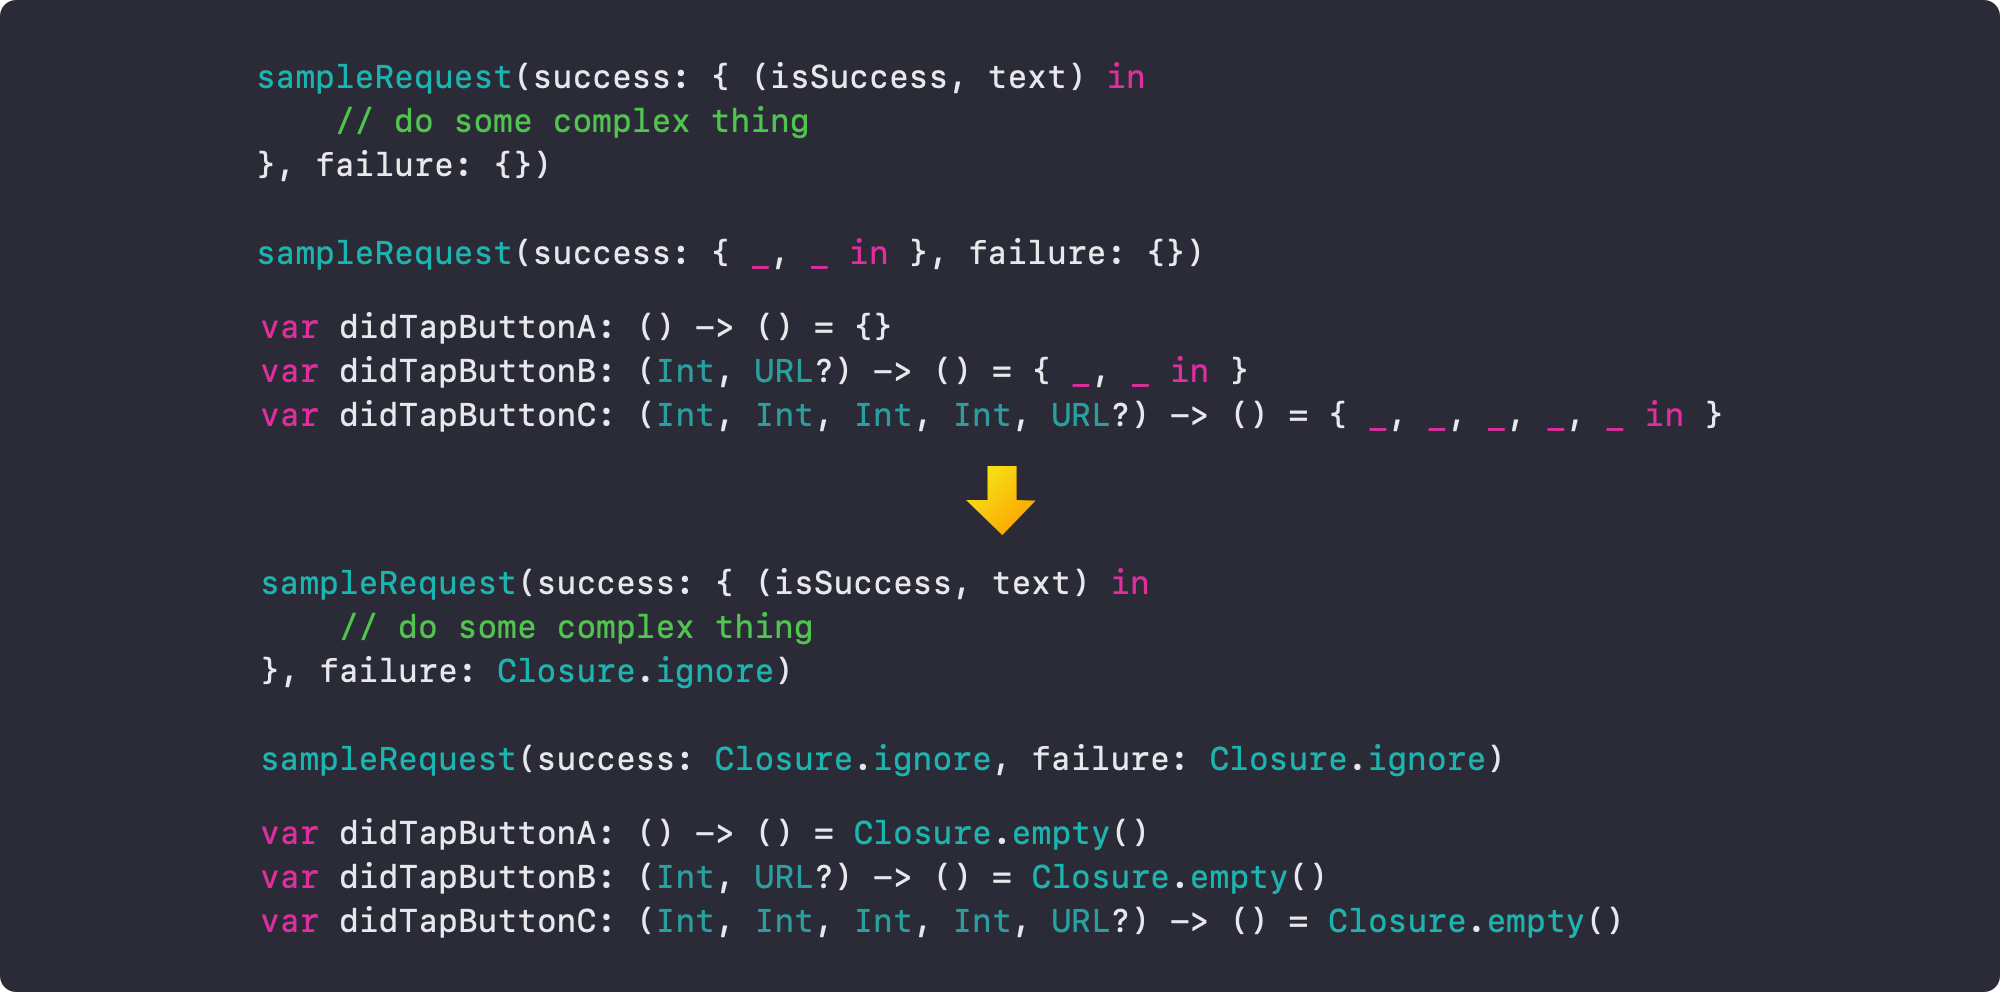 sampleRequest(success: { (isSuccess, text) in
    // do some complex thing
}, failure: {})
sampleRequest(success: { _, _ in }, failure: {})
var didTapButtonA: () -> () = {}
var didTapButtonB: (Int, URL?) -> () = { _, _ in }
var didTapButtonC: (Int, Int, Int, Int, URL?) -> () = { _, _, _, _, _ in }
sampleRequest(success: { (isSuccess, text) in
    // do some complex thing
}, failure: Closure.ignore)
sampleRequest(success: Closure.ignore, failure: Closure.ignore)
var didTapButtonA: () -> () = Closure.empty()
var didTapButtonB: (Int, URL?) -> () = Closure.empty()
var didTapButtonC: (Int, Int, Int, Int, URL?) -> () = Closure.empty()